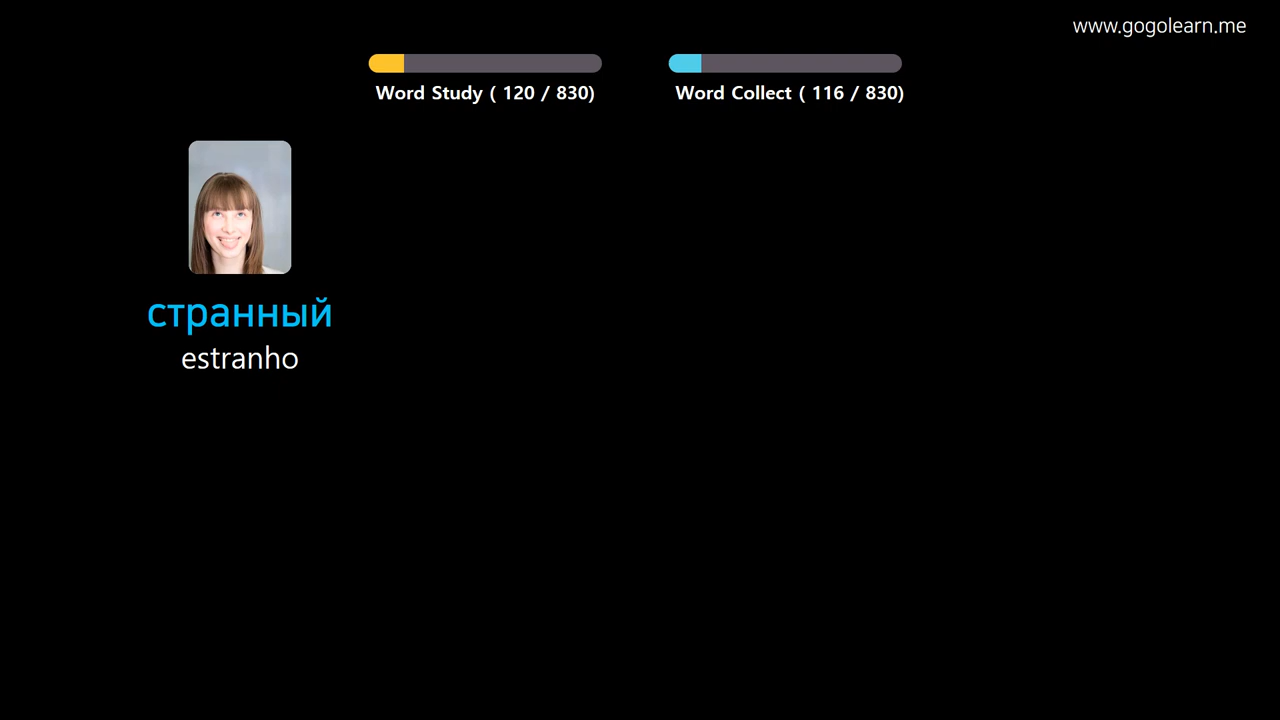 www.gogolearn.me
Word Study ( 120 / 830)
Word Collect ( 116 / 830)
странный
estranho